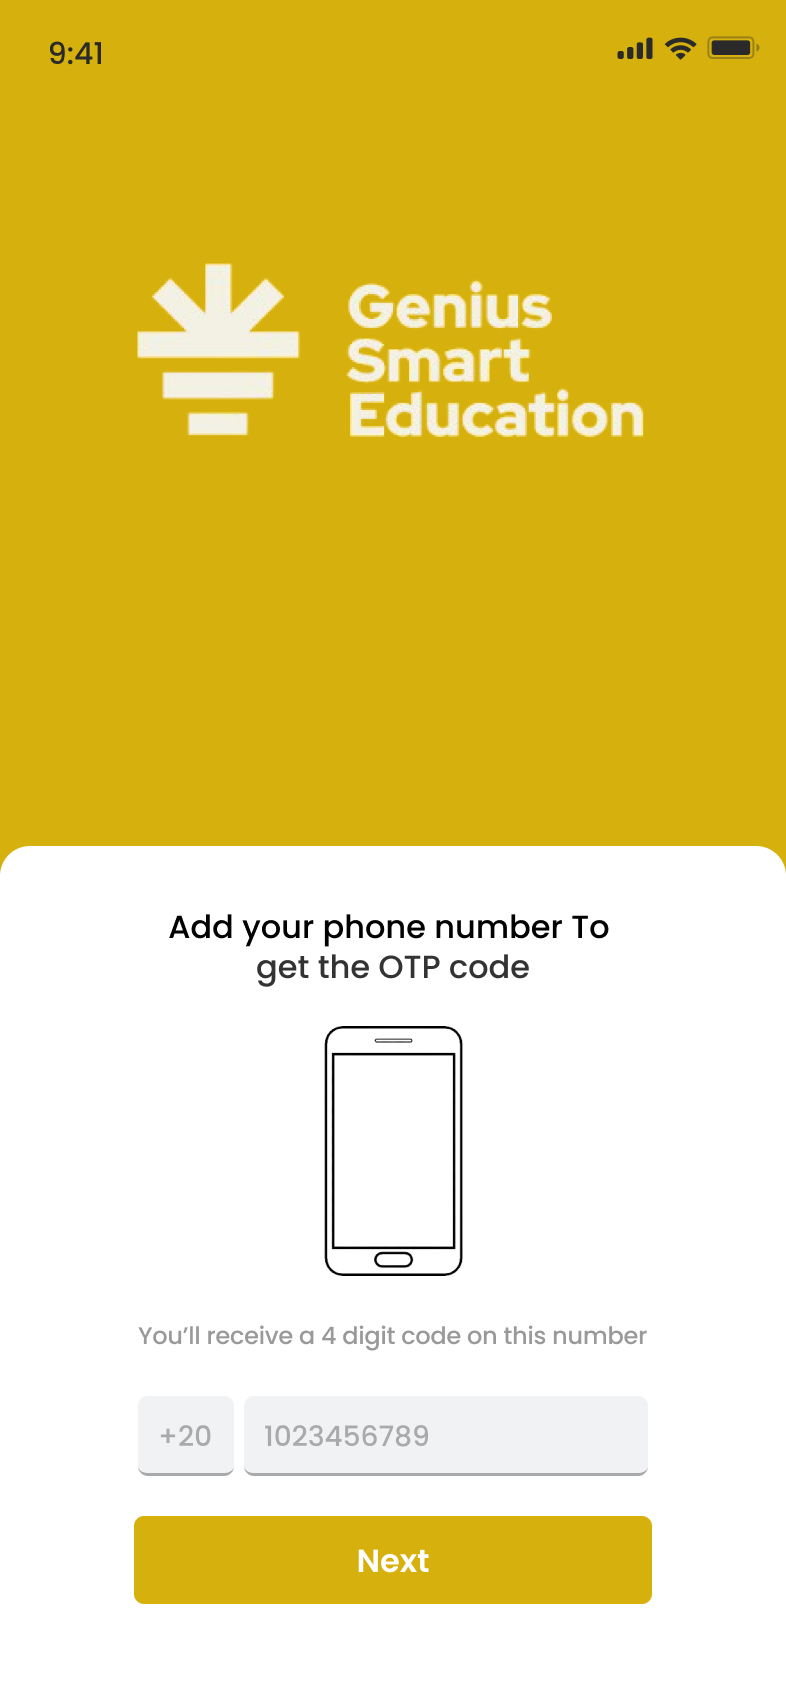 9:41
Genius
Smart
Education
Add your phone number To
get the OTP code
You’ll receive a 4 digit code on this number
+20 1023456789
Next